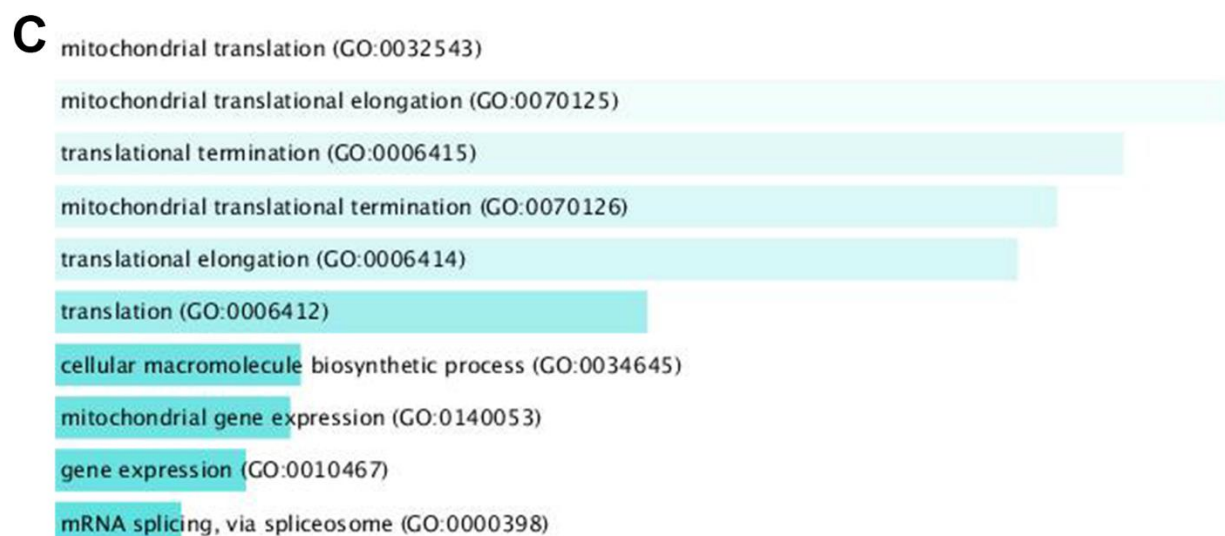 C
mitochondrial translation (GO:0032543)
mitochondrial translational elongation (GO:0070125)
translational termination (GO:0006415)
mitochondrial translational termination (GO:0070126)
translational elongation (GO:0006414)
translation (GO:0006412)
cellular macromolecule biosynthetic process (GO:0034645)
mitochondrial gene expression (GO:0140053)
gene expression (GO:0010467)
mRNA splicing, via spliceosome (GO:0000398)